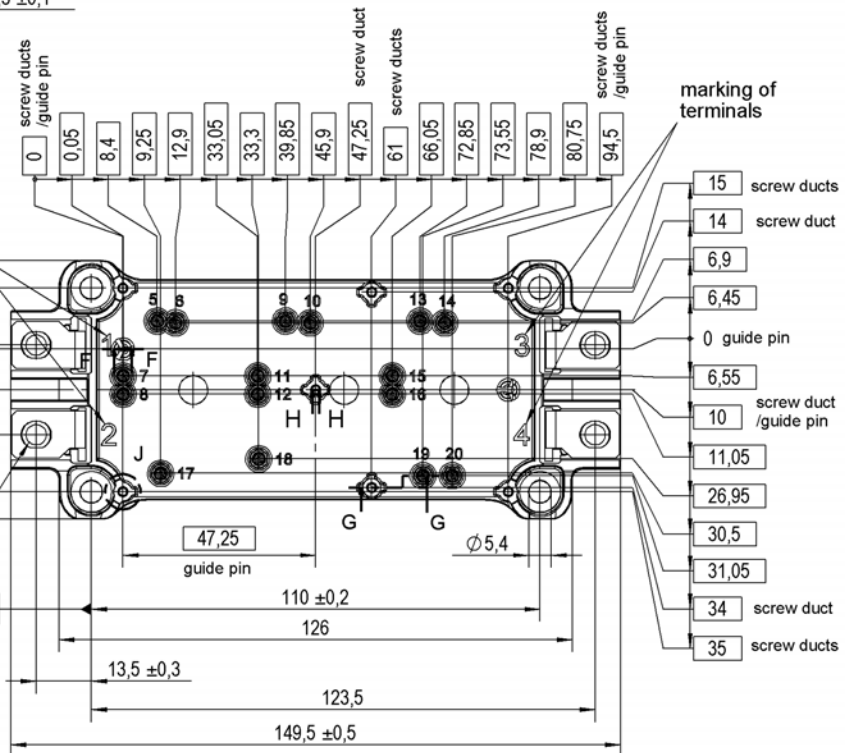 screw ducts
/guide pin
screw duct
screw ducts
screw ducts
/guide pin
marking of
terminals
0
0,05
8,4
9,25
12,9
33,05
33,3
39,85
45,9
47,25
61
66,05
72,85
73,55
78,9
80,75
94,5
15 screw ducts
14 screw duct
6,9
6,45
0 guide pin
6,55
10 screw duct
/guide pin
11,05
26,95
30,5
31,05
34 screw duct
35 screw ducts
5 6 9 10 13 14
1 3
F F
7 11 15
8 12 16
H H
2 4
J
17 18 19 20
G G
47,25
guide pin
Ø5,4
110 ±0,2
126
13,5 ±0,3
123,5
149,5 ±0,5